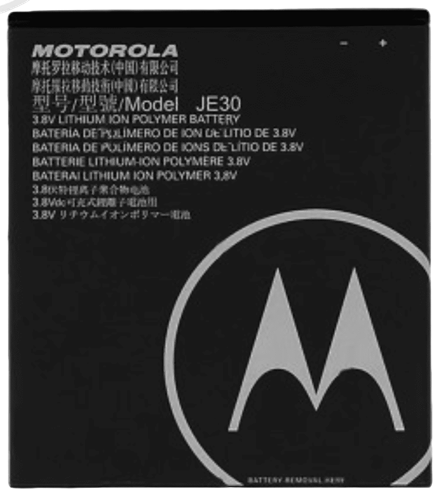 MOTOROLA
- +
摩托罗拉移动技术(中国)有限公司
摩托羅拉移動技術(中國)有限公司
型号/型號/Model JE30
3.8V LITHIUM ION POLYMER BATTERY
BATERÍA DE POLÍMERO DE ION DE LITIO DE 3.8V
BATERIA DE POLÍMERO DE IONS DE LÍTIO DE 3.8V
BATTERIE LITHIUM-ION POLYMÈRE 3.8V
BATERAI LITHIUM ION POLYMER 3,8V
3.8伏特锂离子聚合物电池
3.8Vdc可充式鋰離子電池用
3.8V リチウムイオンポリマー電池
BATTERY REMOVAL HERE